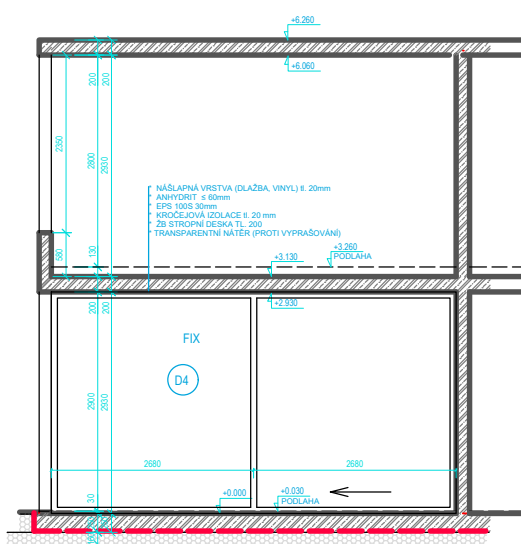 +6.260
+6.060
200
200
2350
2800
2930
NÁŠLAPNÁ VRSTVA (DLAŽBA, VINYL) tl. 20mm
ANHYDRIT ≤ 60mm
EPS 100S 30mm
KROČEJOVÁ IZOLACE tl. 20 mm
ŽB STROPNÍ DESKA TL. 200
TRANSPARENTNÍ NÁTĚR (PROTI VYPRAŠOVÁNÍ)
580
130
+3.130
+3.260
PODLAHA
200
200
+2.930
FIX
D4
2900
2930
2680
2680
30
+0.000
+0.030
PODLAHA